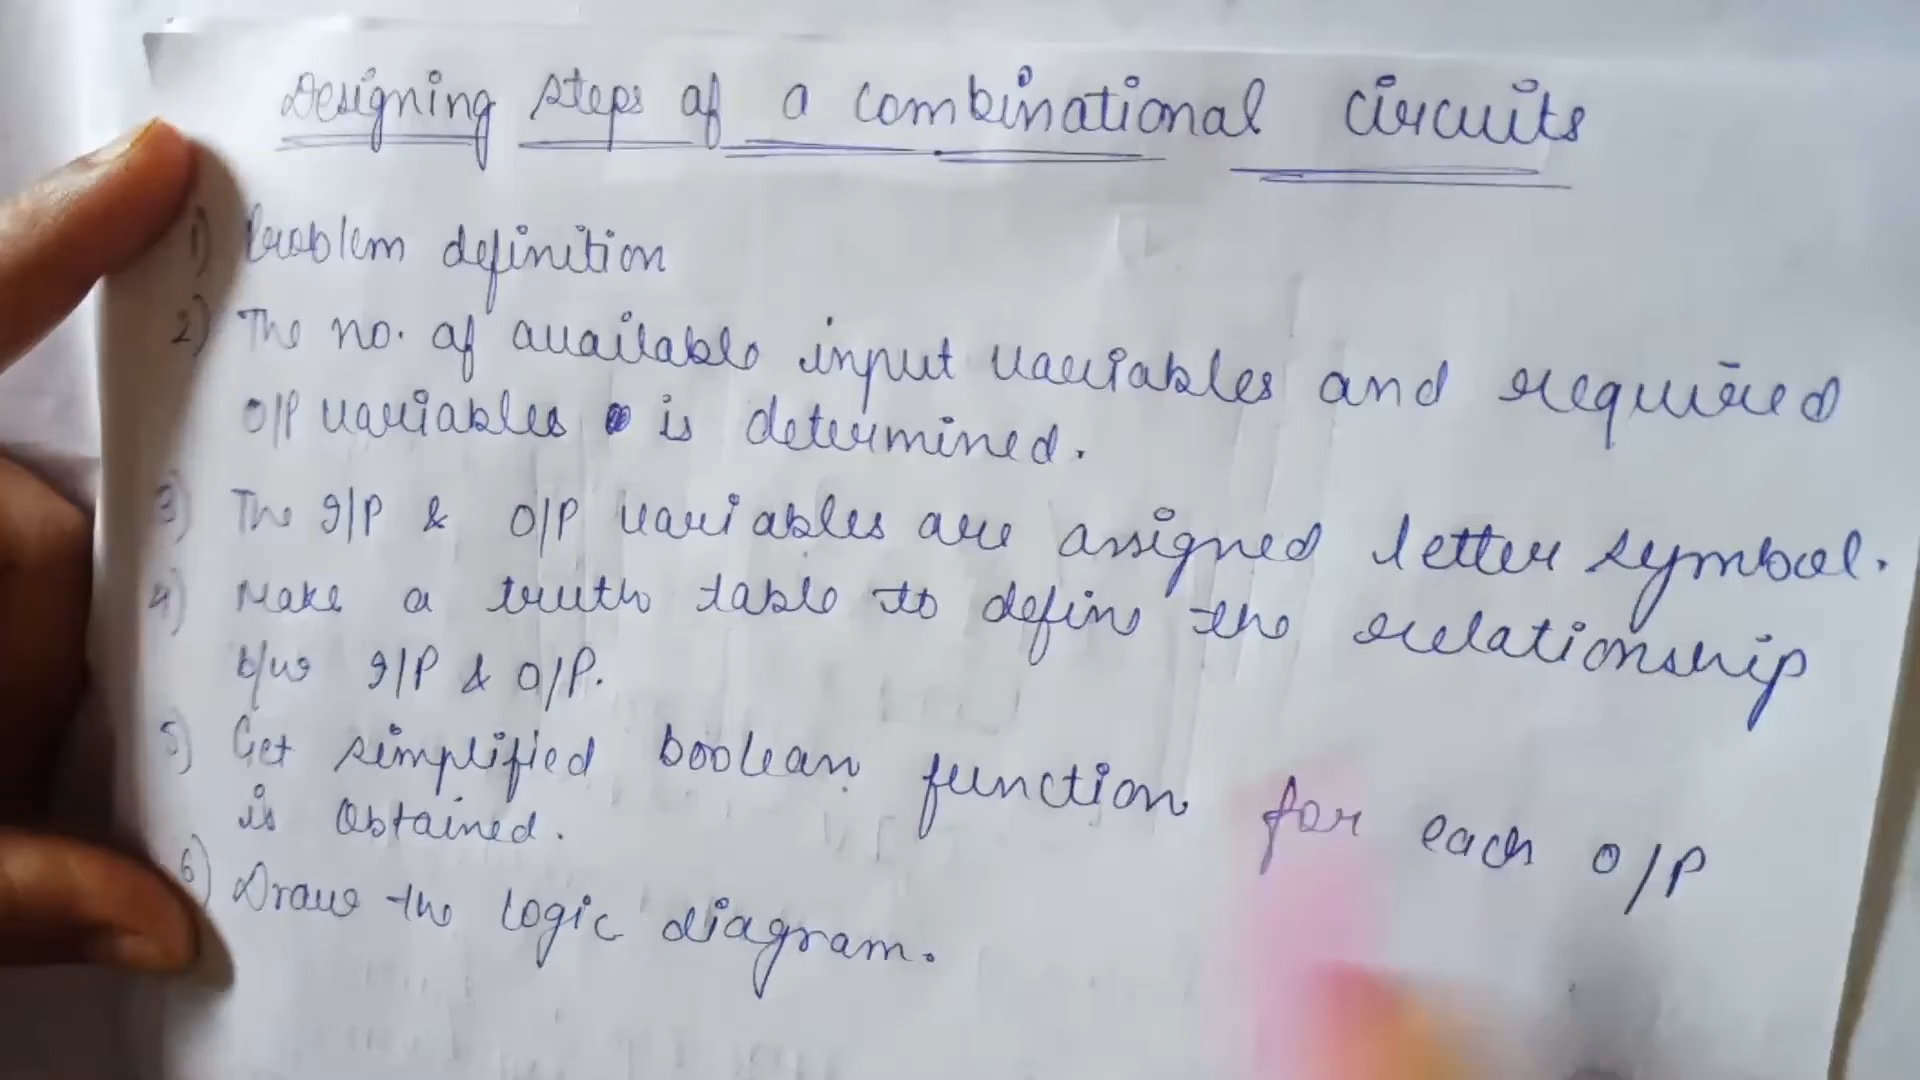 Designing steps of a combinational circuits
1) Problem definition
2) The no. of available input variables and required
O/P variables is determined.
3) The I/P & O/P variables are assigned letter symbol.
4) Make a truth table to define the relationship
b/w I/P & O/P.
5) Get simplified boolean function for each O/P
is obtained.
6) Draw the logic diagram.